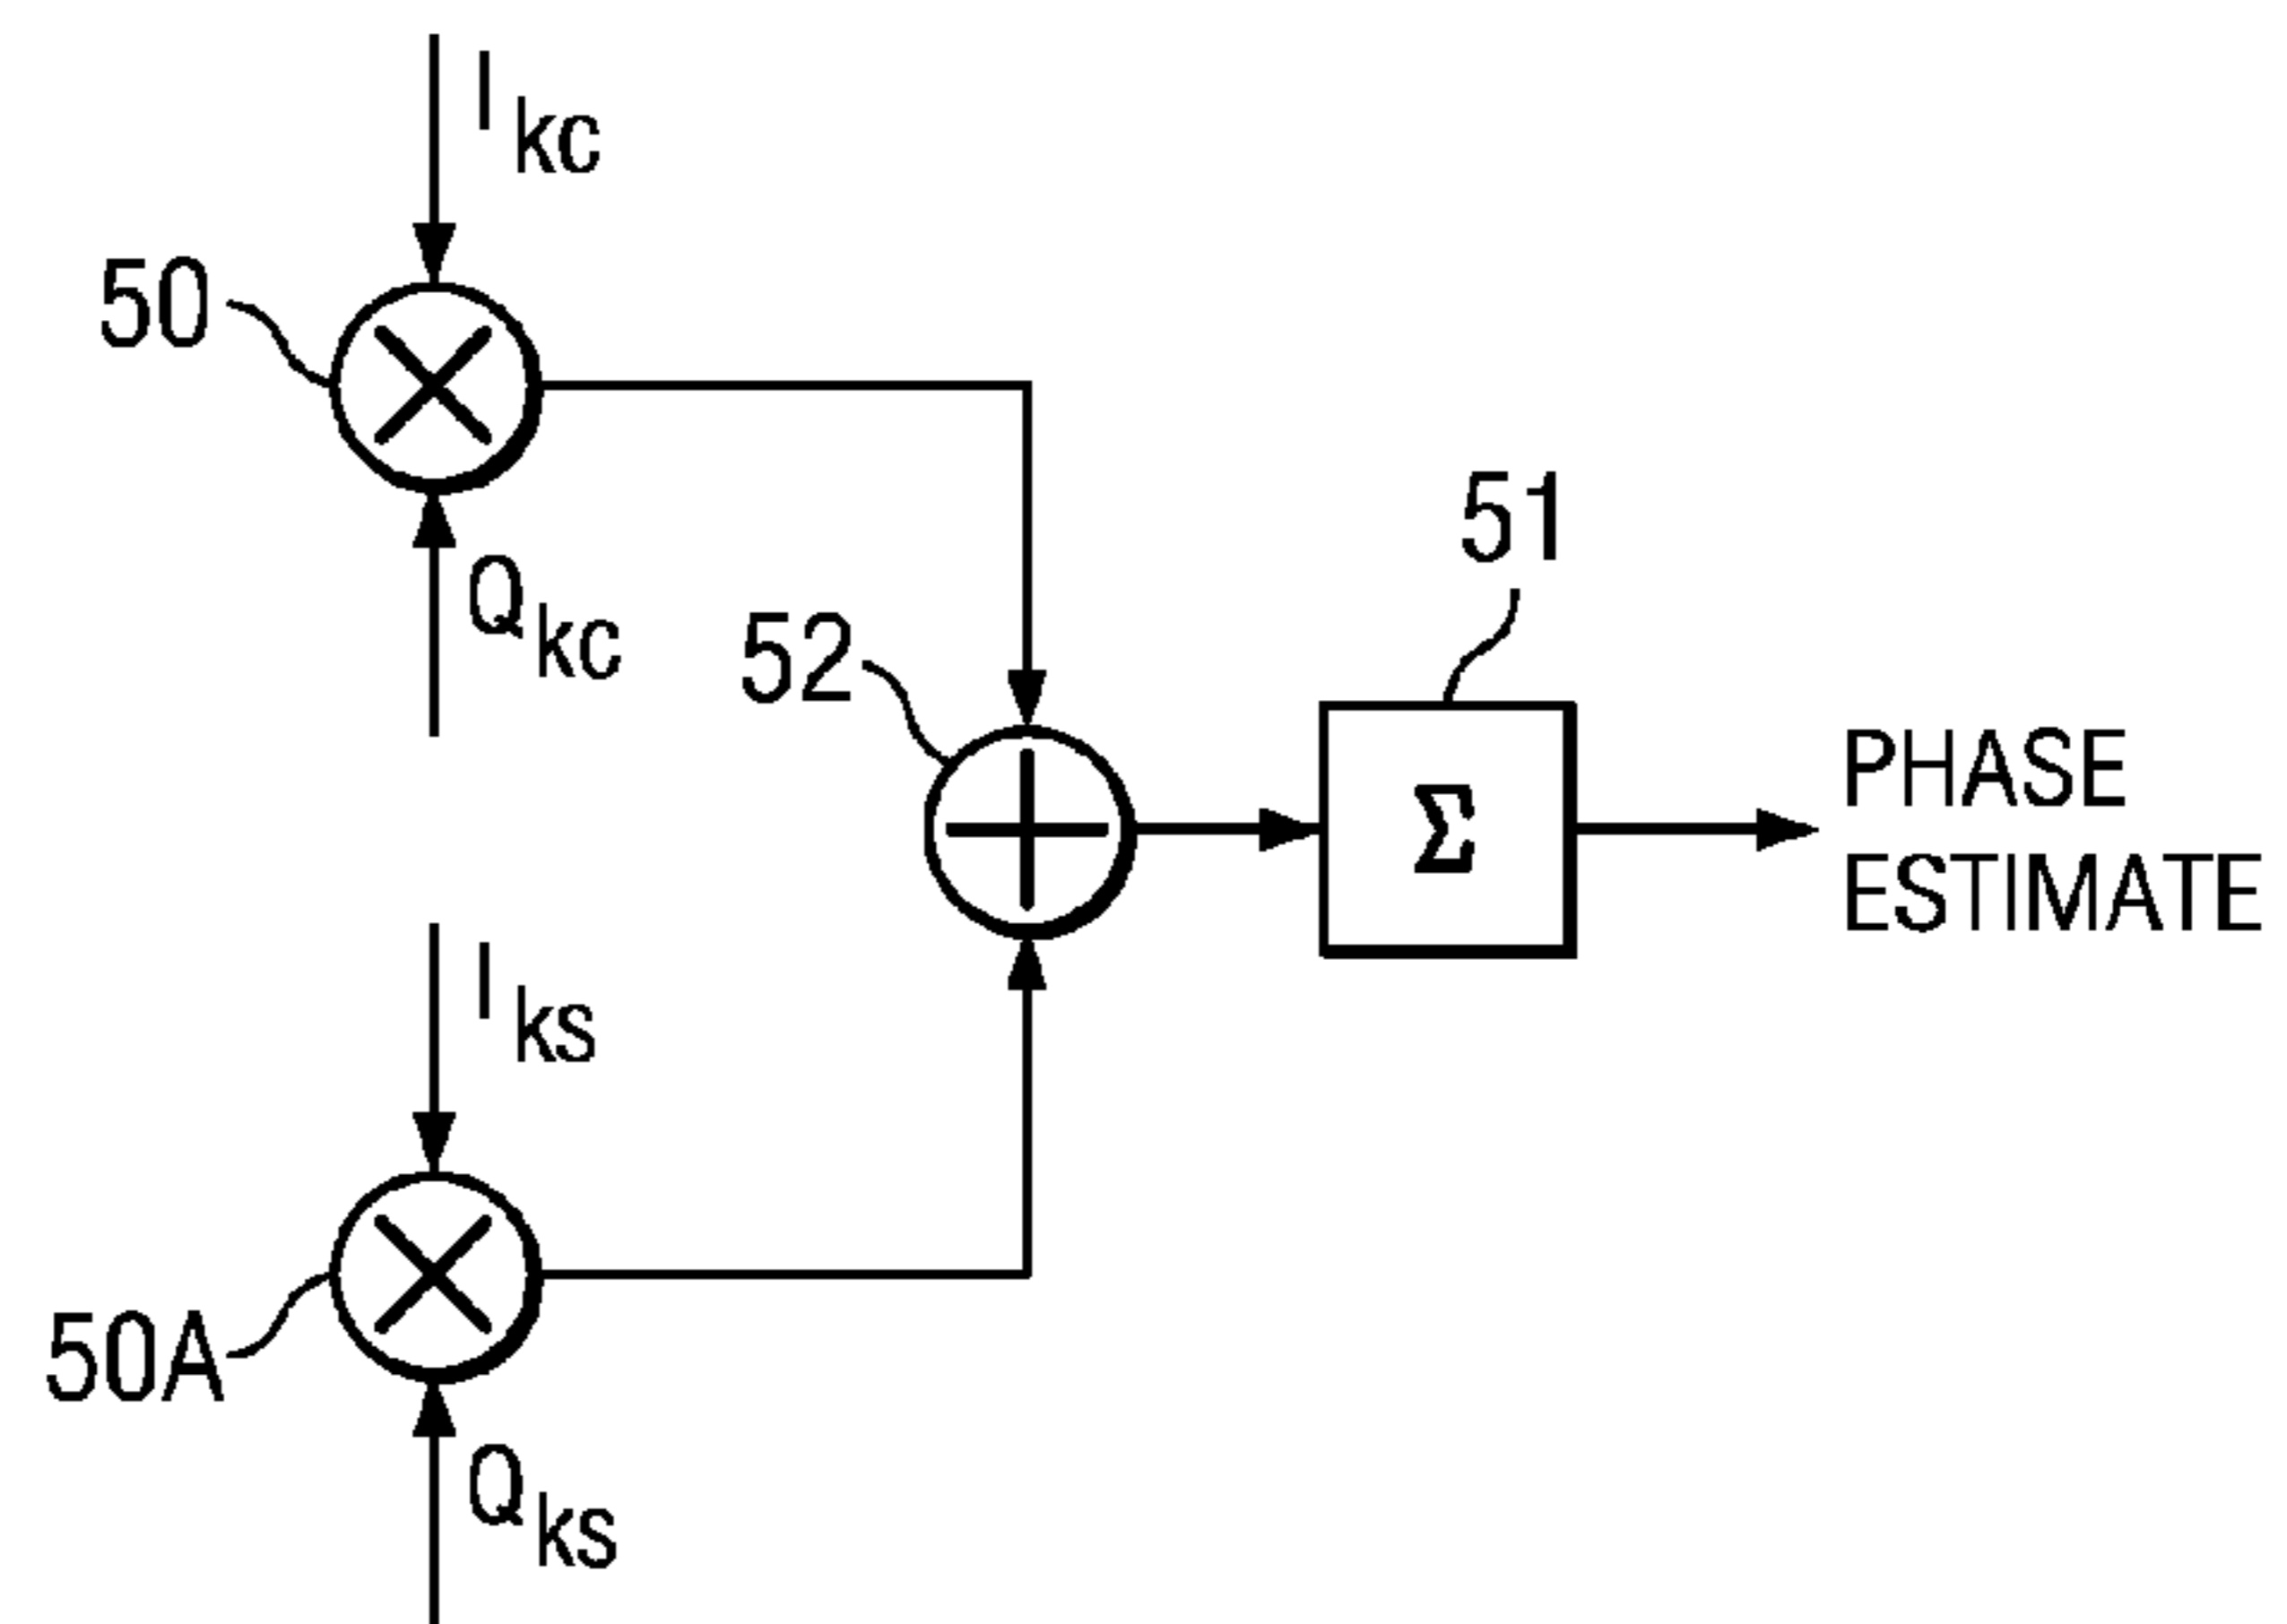 I kc
50
Q kc
51
52
Σ
PHASE
ESTIMATE
I ks
50A
Q ks